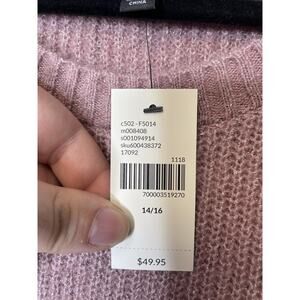 CHINA
c502 - F5014
m008408
s001094914
sku600438372
17092
1118
700003519270
14/16
$49.95